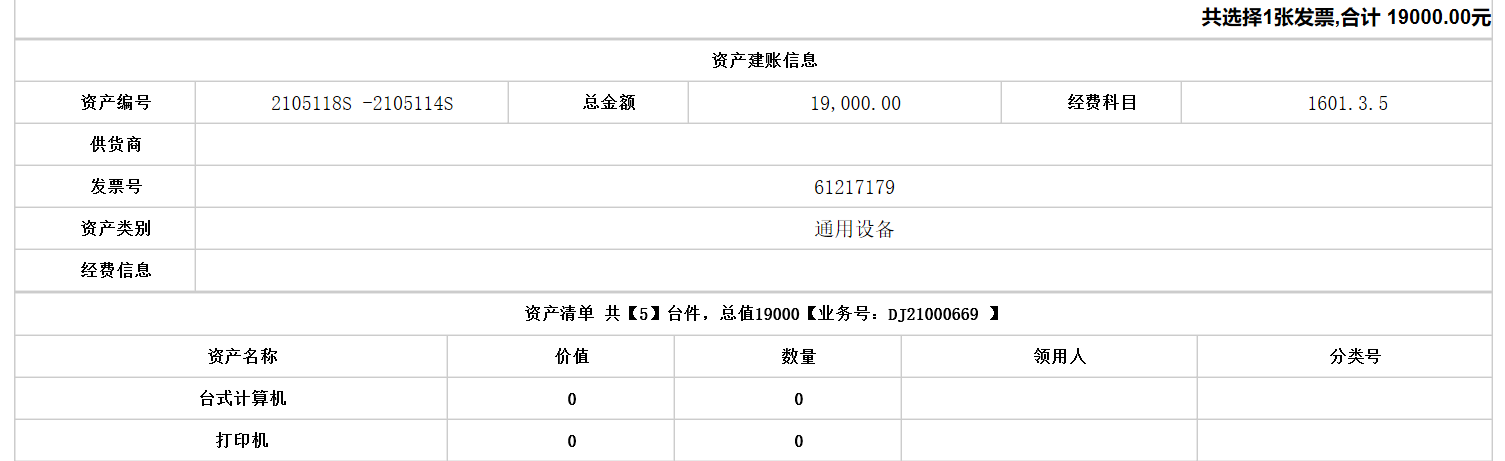 共选择1张发票,合计 19000.00元
资产建账信息
资产编号 2105118S -2105114S 总金额 19,000.00 经费科目 1601.3.5
供货商
发票号 61217179
资产类别 通用设备
经费信息
资产清单 共【5】台件，总值19000【业务号：DJ21000669 】
资产名称 价值 数量 领用人 分类号
台式计算机 0 0
打印机 0 0